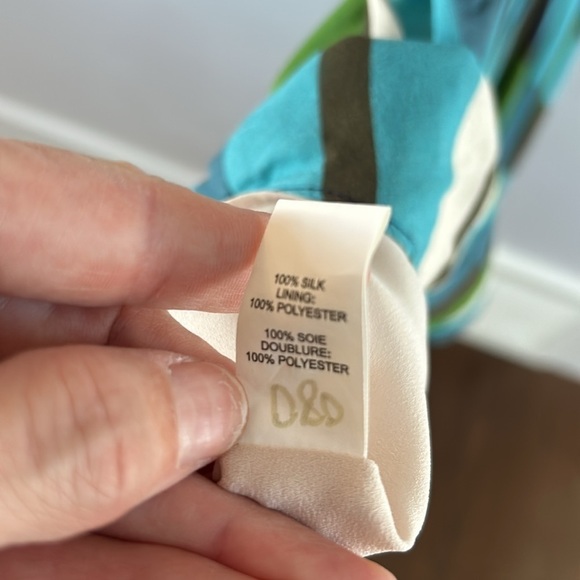 100% SILK
LINING:
100% POLYESTER
100% SOIE
DOUBLURE:
100% POLYESTER